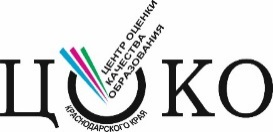 ЦЕНТР ОЦЕНКИ
КАЧЕСТВА
ОБРАЗОВАНИЯ
ЦОКО
КРАСНОДАРСКОГО КРАЯ